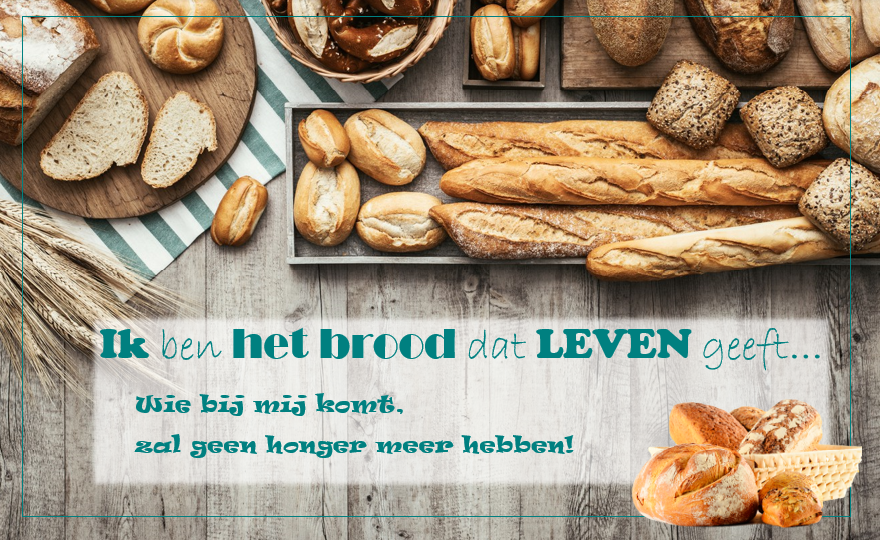 Ik ben het brood dat LEVEN geeft...
Wie bij mij komt,
zal geen honger meer hebben!